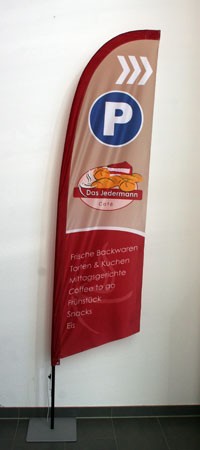 P
Das Jedermann
Café
Frische Backwaren
Torten & Kuchen
Mittagsgerichte
Coffee to go
Frühstück
Snacks
Eis